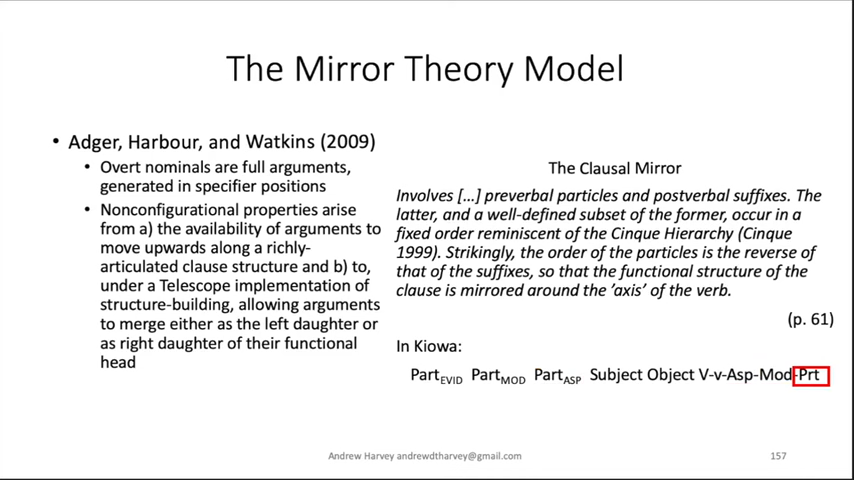 The Mirror Theory Model
• Adger, Harbour, and Watkins (2009)
• Overt nominals are full arguments,
generated in specifier positions
• Nonconfigurational properties arise
from a) the availability of arguments to
move upwards along a richly-
articulated clause structure and b) to,
under a Telescope implementation of
structure-building, allowing arguments
to merge either as the left daughter or
as right daughter of their functional
head
The Clausal Mirror
Involves […] preverbal particles and postverbal suffixes. The
latter, and a well-defined subset of the former, occur in a
fixed order reminiscent of the Cinque Hierarchy (Cinque
1999). Strikingly, the order of the particles is the reverse of
that of the suffixes, so that the functional structure of the
clause is mirrored around the ’axis’ of the verb.
(p. 61)
In Kiowa:
PartEVID PartMOD PartASP Subject Object V-v-Asp-Mod-Prt
Andrew Harvey andrewdtharvey@gmail.com
157